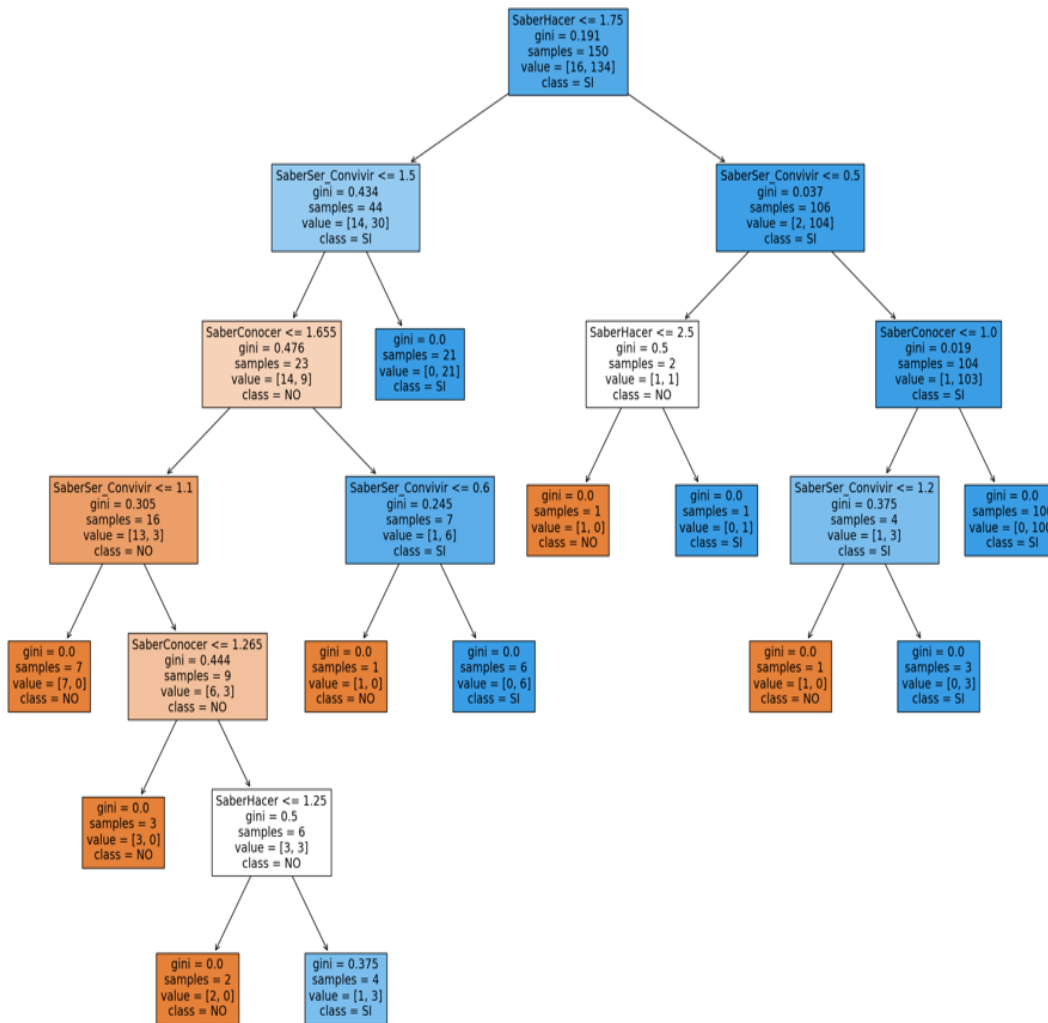 SaberHacer <= 1.75
gini = 0.191
samples = 150
value = [16, 134]
class = SI
SaberSer_Convivir <= 1.5
gini = 0.434
samples = 44
value = [14, 30]
class = SI
SaberSer_Convivir <= 0.5
gini = 0.037
samples = 106
value = [2, 104]
class = SI
SaberConocer <= 1.655
gini = 0.476
samples = 23
value = [14, 9]
class = NO
gini = 0.0
samples = 21
value = [0, 21]
class = SI
SaberHacer <= 2.5
gini = 0.5
samples = 2
value = [1, 1]
class = NO
SaberConocer <= 1.0
gini = 0.019
samples = 104
value = [1, 103]
class = SI
SaberSer_Convivir <= 1.1
gini = 0.305
samples = 16
value = [13, 3]
class = NO
SaberSer_Convivir <= 0.6
gini = 0.245
samples = 7
value = [1, 6]
class = SI
gini = 0.0
samples = 1
value = [1, 0]
class = NO
gini = 0.0
samples = 1
value = [0, 1]
class = SI
SaberSer_Convivir <= 1.2
gini = 0.375
samples = 4
value = [1, 3]
class = SI
gini = 0.0
samples = 100
value = [0, 100]
class = SI
gini = 0.0
samples = 7
value = [7, 0]
class = NO
SaberConocer <= 1.265
gini = 0.444
samples = 9
value = [6, 3]
class = NO
gini = 0.0
samples = 1
value = [1, 0]
class = NO
gini = 0.0
samples = 6
value = [0, 6]
class = SI
gini = 0.0
samples = 1
value = [1, 0]
class = NO
gini = 0.0
samples = 3
value = [0, 3]
class = SI
gini = 0.0
samples = 3
value = [3, 0]
class = NO
SaberHacer <= 1.25
gini = 0.5
samples = 6
value = [3, 3]
class = NO
gini = 0.0
samples = 2
value = [2, 0]
class = NO
gini = 0.375
samples = 4
value = [1, 3]
class = SI